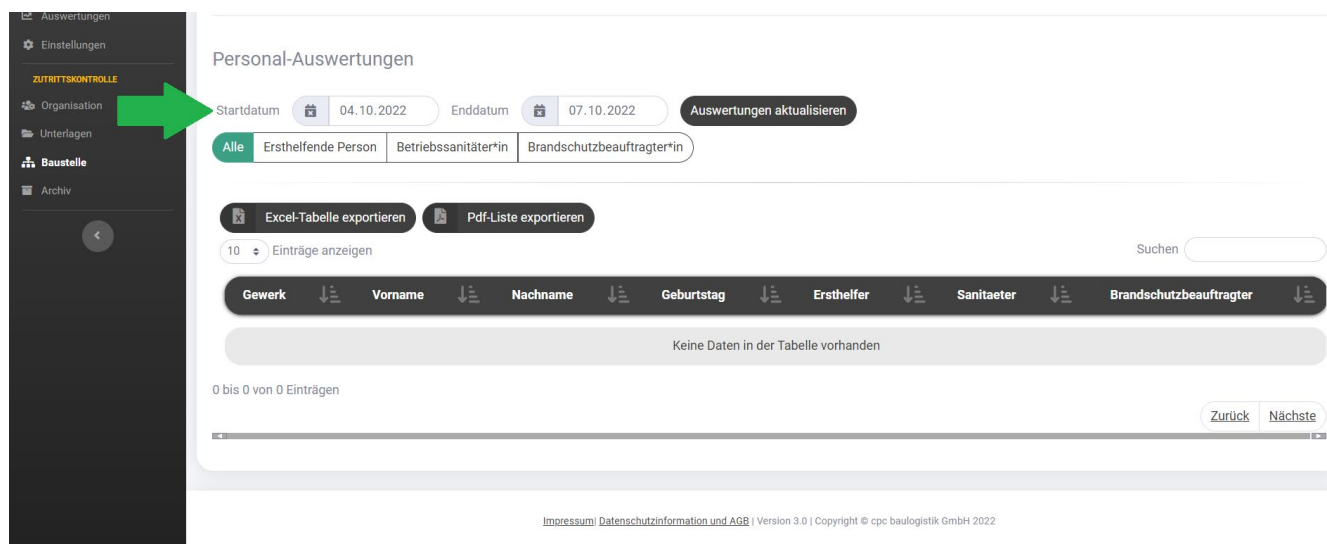 Auswertungen
Einstellungen
ZUTRITTSKONTROLLE
Organisation
Unterlagen
Baustelle
Archiv
Personal-Auswertungen
Startdatum 04.10.2022 Enddatum 07.10.2022 Auswertungen aktualisieren
Alle Ersthelfende Person Betriebssanitäter*in Brandschutzbeauftragter*in
Excel-Tabelle exportieren Pdf-Liste exportieren
10 Einträge anzeigen Suchen
Gewerk Vorname Nachname Geburtstag Ersthelfer Sanitaeter Brandschutzbeauftragter
Keine Daten in der Tabelle vorhanden
0 bis 0 von 0 Einträgen
Zurück Nächste
Impressum| Datenschutzinformation und AGB | Version 3.0 | Copyright © cpc baulogistik GmbH 2022